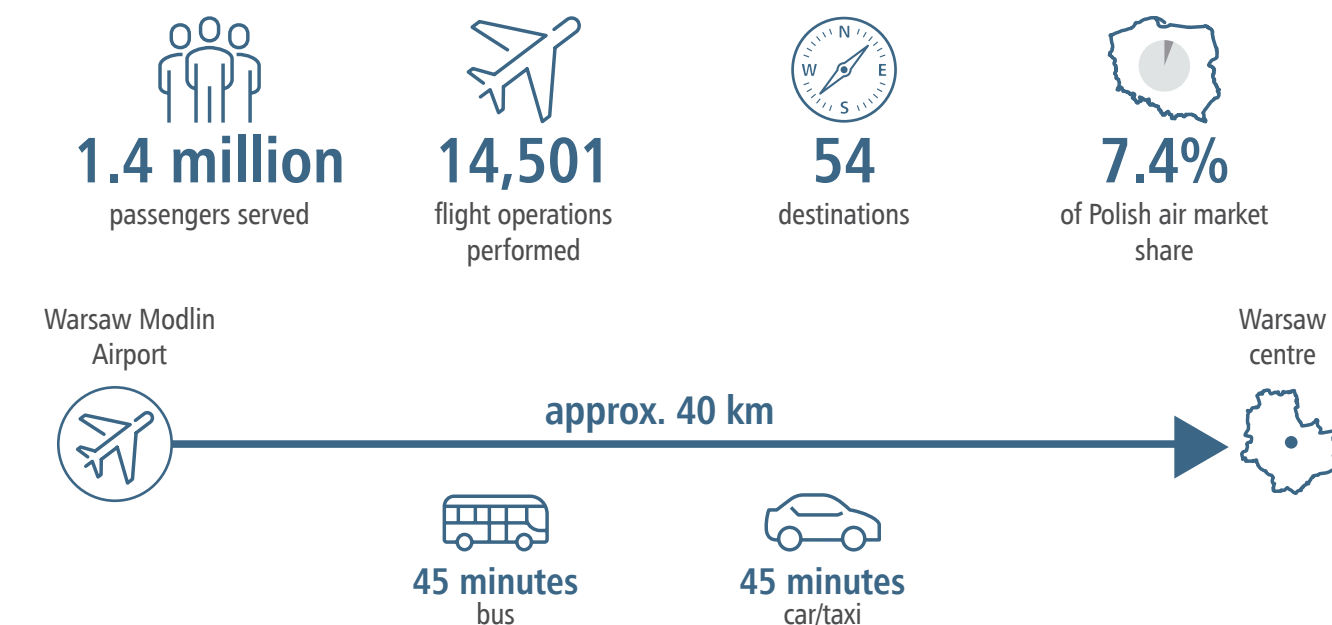 N
W
E
S
1.4 million
passengers served
14,501
flight operations
performed
54
destinations
7.4%
of Polish air market
share
Warsaw Modlin
Airport
Warsaw
centre
approx. 40 km
45 minutes
bus
45 minutes
car/taxi